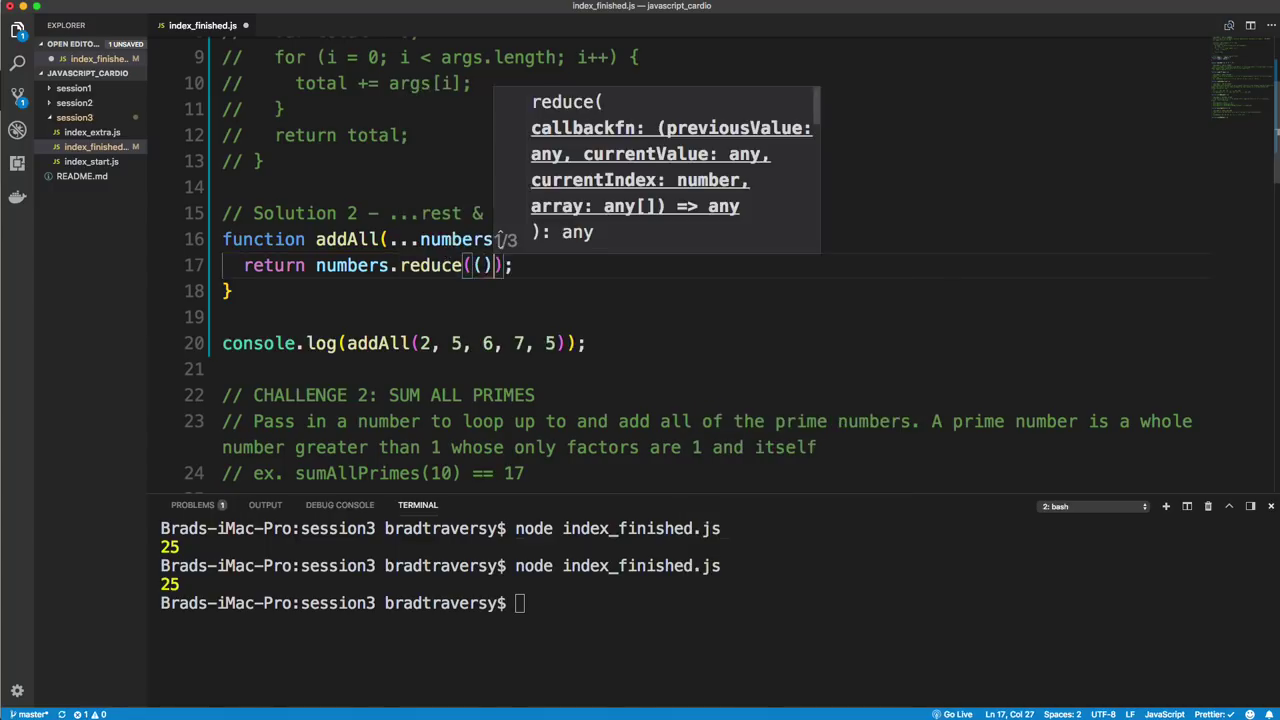 index_finished.js — javascript_cardio
EXPLORER
index_finished.js
OPEN EDITO... 1 UNSAVED
index_finishe...
JAVASCRIPT_CARDIO
session1
session2
session3
index_extra.js
index_finished...
index_start.js
README.md
1
1
9 //   for (i = 0; i < args.length; i++) {
10 //     total += args[i];
11 //   }
12 //   return total;
13 // }
14
15 // Solution 2 - ...rest &
16 function addAll(...numbers
17   return numbers.reduce(());
18 }
19
20 console.log(addAll(2, 5, 6, 7, 5));
21
22 // CHALLENGE 2: SUM ALL PRIMES
23 // Pass in a number to loop up to and add all of the prime numbers. A prime number is a whole
number greater than 1 whose only factors are 1 and itself
24 // ex. sumAllPrimes(10) == 17
reduce(
callbackfn: (previousValue:
any, currentValue: any,
currentIndex: number,
array: any[]) => any
): any
1/3
PROBLEMS 1 OUTPUT DEBUG CONSOLE TERMINAL
2: bash
Brads-iMac-Pro:session3 bradtraversy$ node index_finished.js
25
Brads-iMac-Pro:session3 bradtraversy$ node index_finished.js
25
Brads-iMac-Pro:session3 bradtraversy$
master* 1 0 Go Live Ln 17, Col 27 Spaces: 2 UTF-8 LF JavaScript Prettier: ✓